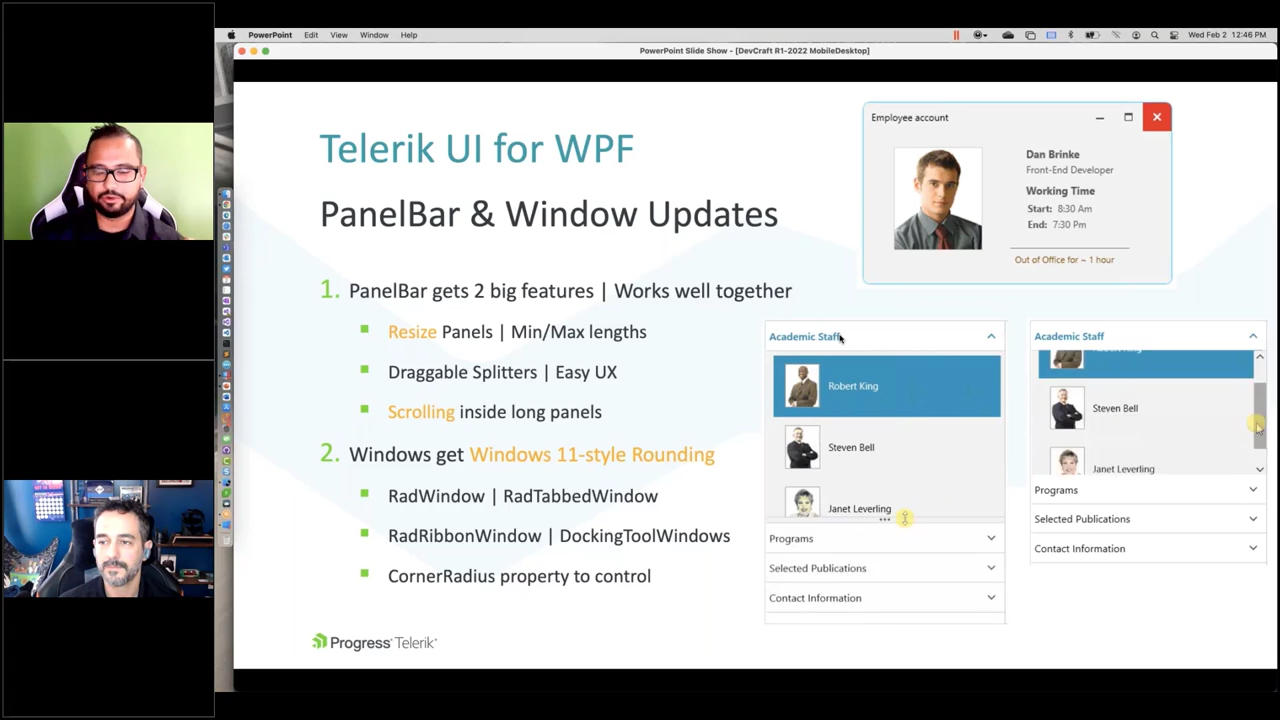 PowerPoint Edit View Window Help
Wed Feb 2 12:46 PM
PowerPoint Slide Show - [DevCraft R1-2022 MobileDesktop]
Telerik UI for WPF
PanelBar & Window Updates
1. PanelBar gets 2 big features | Works well together
Resize Panels | Min/Max lengths
Draggable Splitters | Easy UX
Scrolling inside long panels
2. Windows get Windows 11-style Rounding
RadWindow | RadTabbedWindow
RadRibbonWindow | DockingToolWindows
CornerRadius property to control
Progress Telerik
Employee account
Dan Brinke
Front-End Developer
Working Time
Start: 8:30 Am
End: 7:30 Pm
Out of Office for ~ 1 hour
Academic Staff
Robert King
Steven Bell
Janet Leverling
Programs
Selected Publications
Contact Information
Academic Staff
Steven Bell
Janet Leverling
Programs
Selected Publications
Contact Information